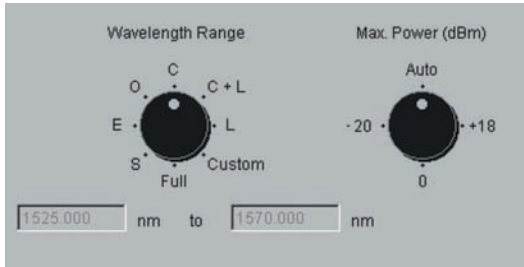 Wavelength Range
Max. Power (dBm)
C
Auto
O
C + L
E
L
- 20
+18
S
Custom
Full
0
1525.000 nm to 1570.000 nm